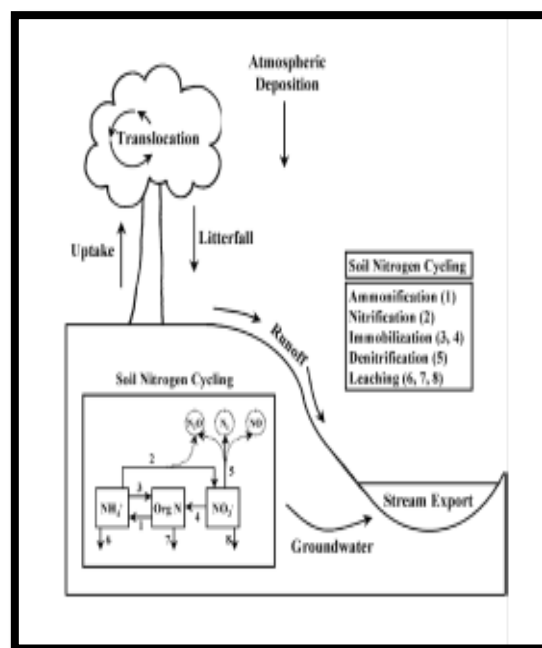 Atmospheric
Deposition
Translocation
Uptake
Litterfall
Runoff
Soil Nitrogen Cycling
Ammonification (1)
Nitrification (2)
Immobilization (3, 4)
Denitrification (5)
Leaching (6, 7, 8)
Soil Nitrogen Cycling
N₂O
N₂
NO
2
5
3
1
4
NH₄⁺
Org N
NO₃⁻
6
7
8
Groundwater
Stream Export